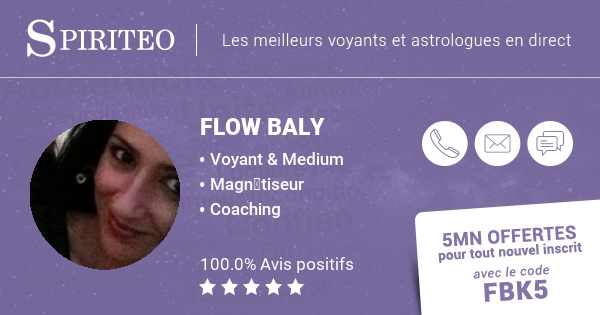 SPIRITEO
Les meilleurs voyants et astrologues en direct
FLOW BALY
• Voyant & Medium
• Magn▯tiseur
• Coaching
100.0% Avis positifs
5MN OFFERTES
pour tout nouvel inscrit
avec le code
FBK5